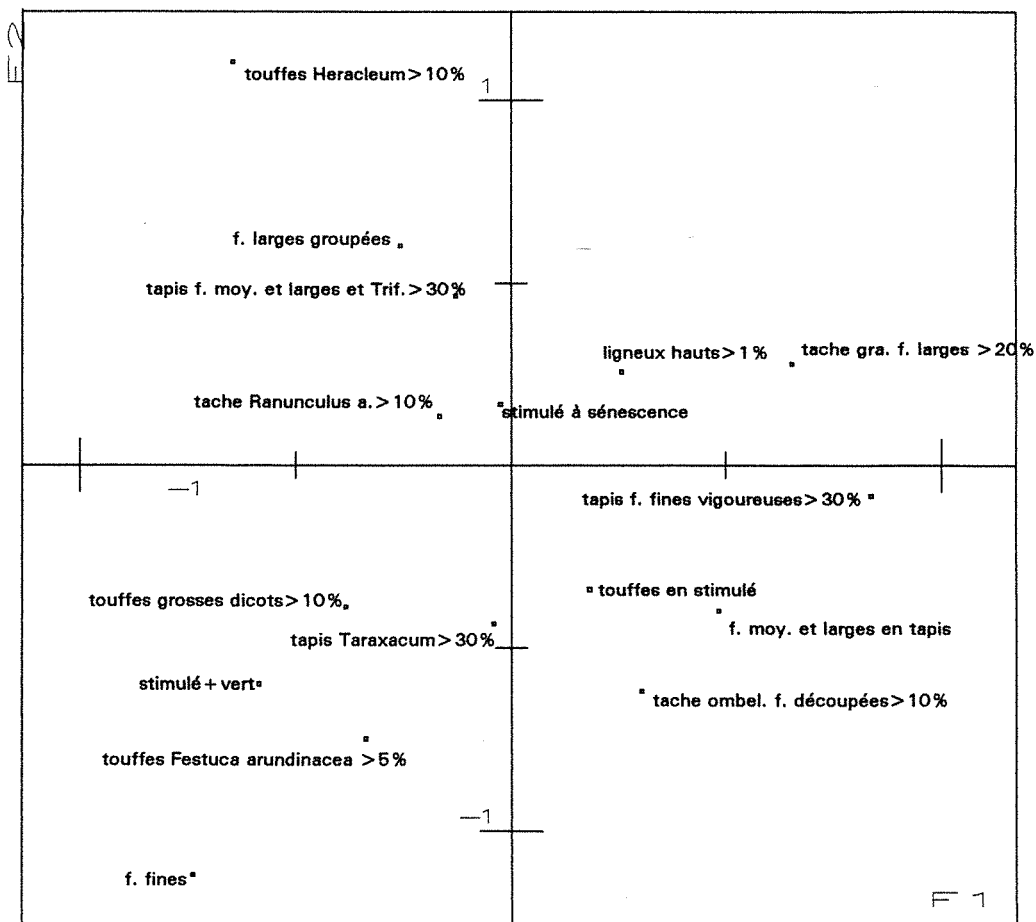 F2
touffes Heracleum>10%
1
f. larges groupées
tapis f. moy. et larges et Trif.>30%
ligneux hauts>1%
tache gra. f. larges >20%
tache Ranunculus a.>10%
stimulé à sénescence
−1
tapis f. fines vigoureuses>30%
touffes en stimulé
touffes grosses dicots>10%
f. moy. et larges en tapis
tapis Taraxacum>30%
stimulé+vert
tache ombel. f. découpées>10%
touffes Festuca arundinacea >5%
−1
f. fines
F1